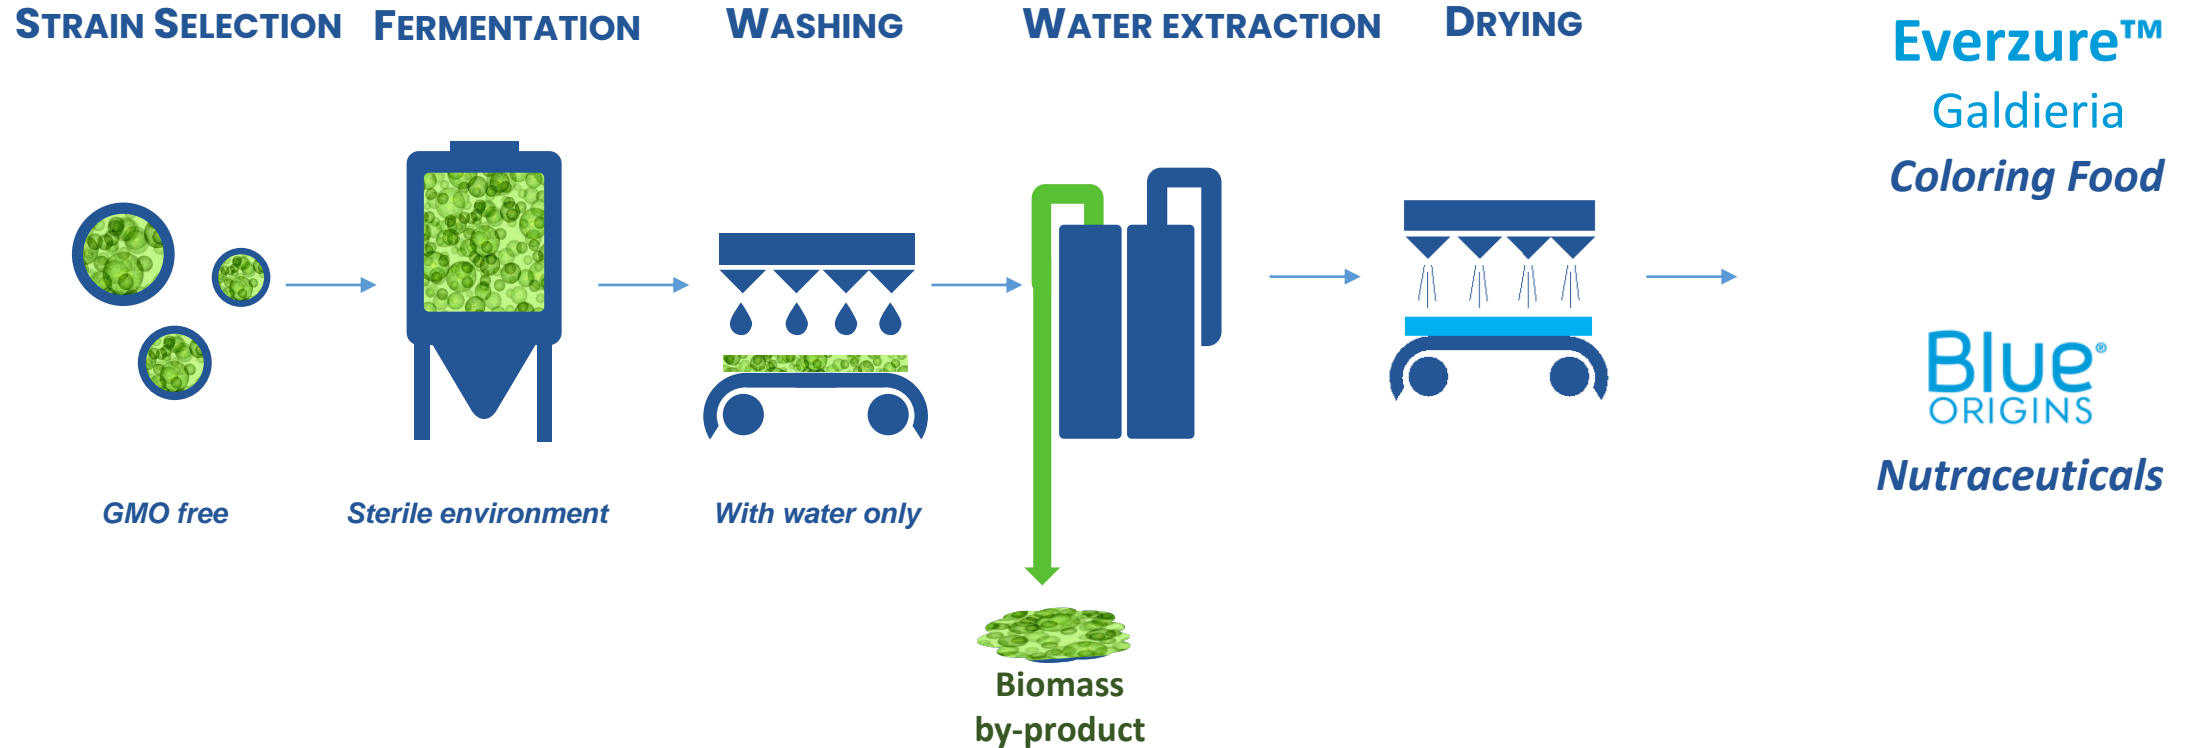 STRAIN SELECTION
FERMENTATION
WASHING
WATER EXTRACTION
DRYING
Everzure™
Galdieria
Coloring Food
Blue®
ORIGINS
Nutraceuticals
GMO free
Sterile environment
With water only
Biomass
by-product